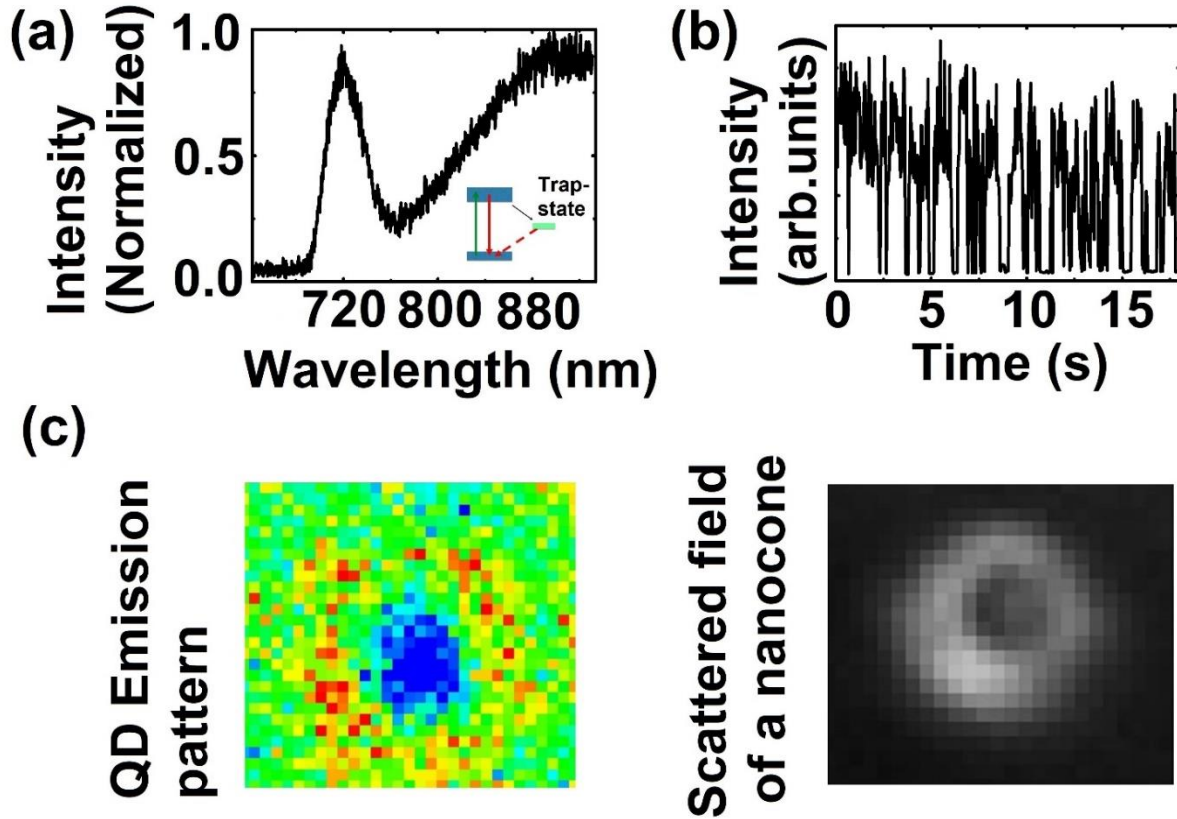 (a)
Intensity
(Normalized)
1.0
0.5
0.0
Trap-
state
720 800 880
Wavelength (nm)
(b)
Intensity
(arb.units)
0 5 10 15
Time (s)
(c)
QD Emission
pattern
Scattered field
of a nanocone